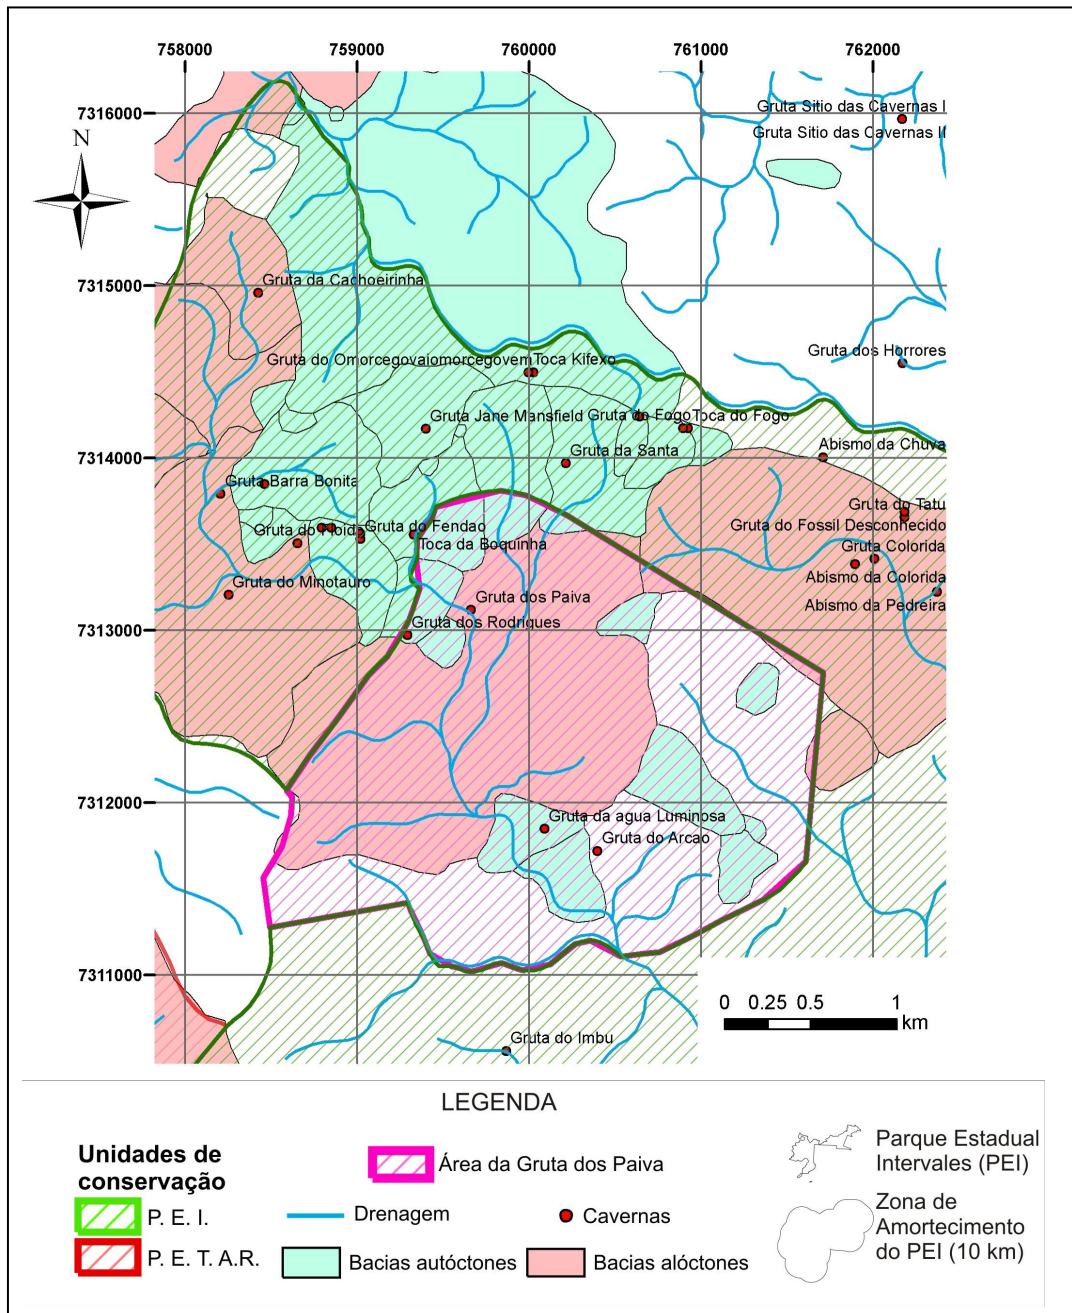 758000 759000 760000 761000 762000
7316000
N
Gruta Sitio das Cavernas I
Gruta Sitio das Cavernas II
7315000
Gruta da Cachoeirinha
Gruta dos Horrores
Gruta do Omorcegovaiomorcegovem Toca Kifexo
Gruta Jane Mansfield Gruta do Fogo Toca do Fogo
7314000
Gruta da Santa
Abismo da Chuva
Gruta Barra Bonita
Gruta do Tatu
Gruta do Fendao
Gruta do Fossil Desconhecido
Toca da Boquinha
Gruta Colorida
Gruta do Minotauro
Abismo da Colorida
Gruta dos Paiva
Abismo da Pedreira
7313000
Gruta dos Rodrigues
7312000
Gruta da agua Luminosa
Gruta do Arcao
7311000
0 0.25 0.5 1
km
Gruta do Imbu
LEGENDA
Unidades de
conservação
P. E. I.
P. E. T. A.R.
Área da Gruta dos Paiva
Drenagem
Cavernas
Bacias autóctones
Bacias alóctones
Parque Estadual
Intervales (PEI)
Zona de
Amortecimento
do PEI (10 km)